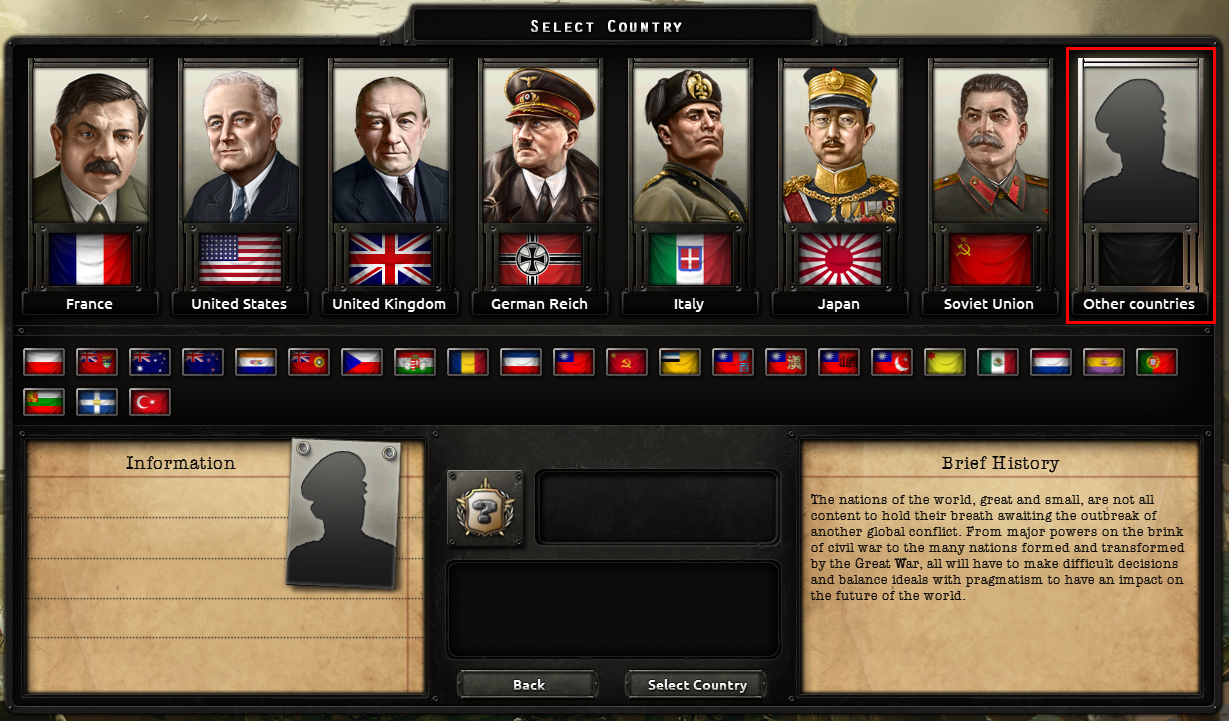 SELECT COUNTRY
France
United States
United Kingdom
German Reich
Italy
Japan
Soviet Union
Other countries
Information
?
Back
Select Country
Brief History
The nations of the world, great and small, are not all
content to hold their breath awaiting the outbreak of
another global conflict. From major powers on the brink
of civil war to the many nations formed and transformed
by the Great War, all will have to make difficult decisions
and balance ideals with pragmatism to have an impact on
the future of the world.